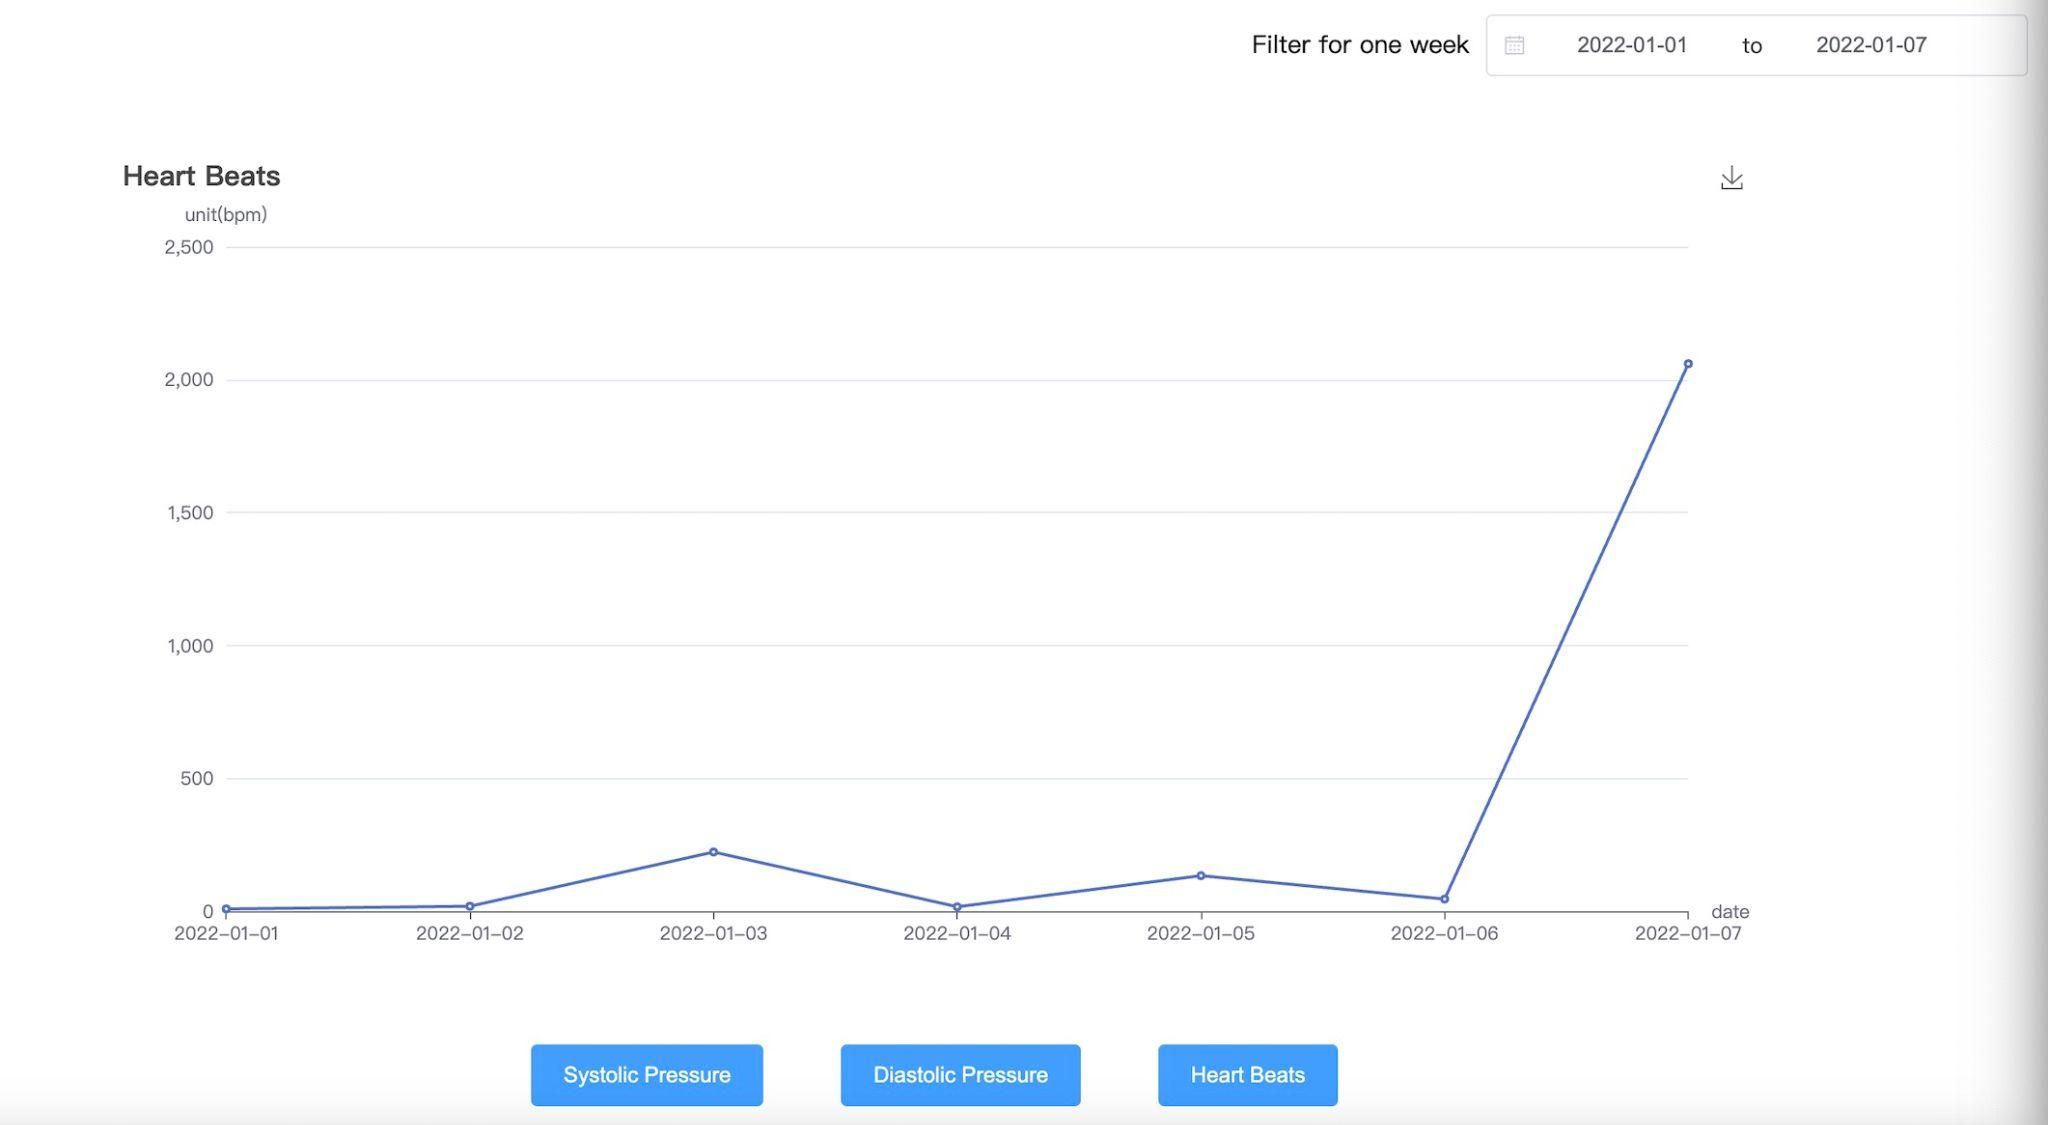 Filter for one week 2022-01-01 to 2022-01-07
Heart Beats
unit(bpm)
2,500
2,000
1,500
1,000
500
0
date
2022–01–01 2022–01–02 2022–01–03 2022–01–04 2022–01–05 2022–01–06 2022–01–07
Systolic Pressure Diastolic Pressure Heart Beats